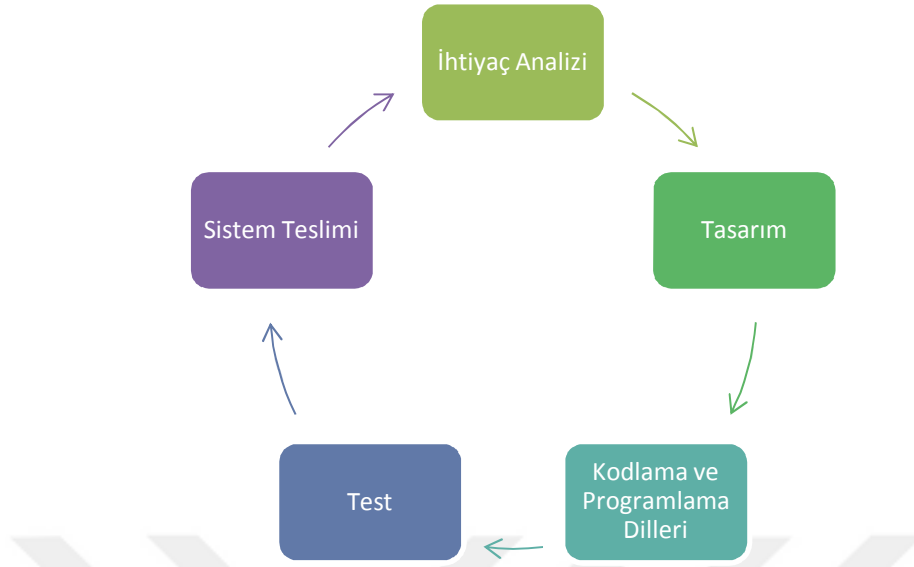 İhtiyaç Analizi
Tasarım
Kodlama ve
Programlama
Dilleri
Test
Sistem Teslimi